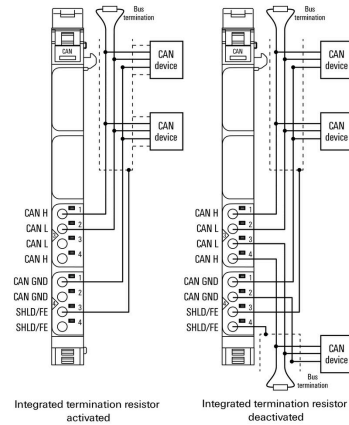 Bus
termination
CAN
CAN
device
CAN
device
CAN H
CAN L
CAN L
CAN H
1
2
3
4
CAN GND
CAN GND
SHLD/FE
SHLD/FE
1
2
3
4
Integrated termination resistor
activated
Bus
termination
CAN
CAN
device
CAN
device
CAN H
CAN L
CAN L
CAN H
1
2
3
4
CAN GND
CAN GND
SHLD/FE
SHLD/FE
1
2
3
4
CAN
device
Bus
termination
Integrated termination resistor
deactivated